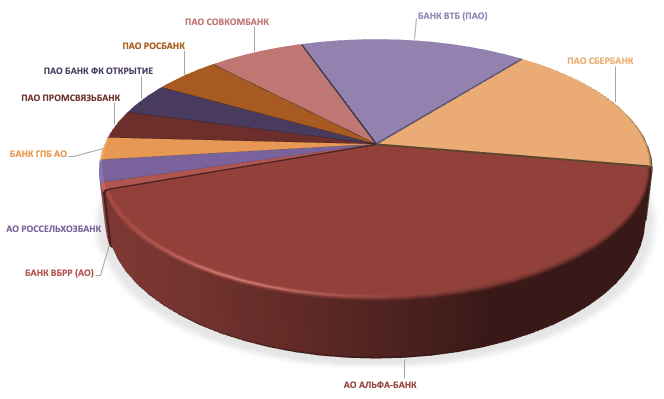 БАНК ВТБ (ПАО)
ПАО СОВКОМБАНК
ПАО РОСБАНК
ПАО СБЕРБАНК
ПАО БАНК ФК ОТКРЫТИЕ
ПАО ПРОМСВЯЗЬБАНК
БАНК ГПБ АО
АО РОССЕЛЬХОЗБАНК
БАНК ВБРР (АО)
АО АЛЬФА-БАНК